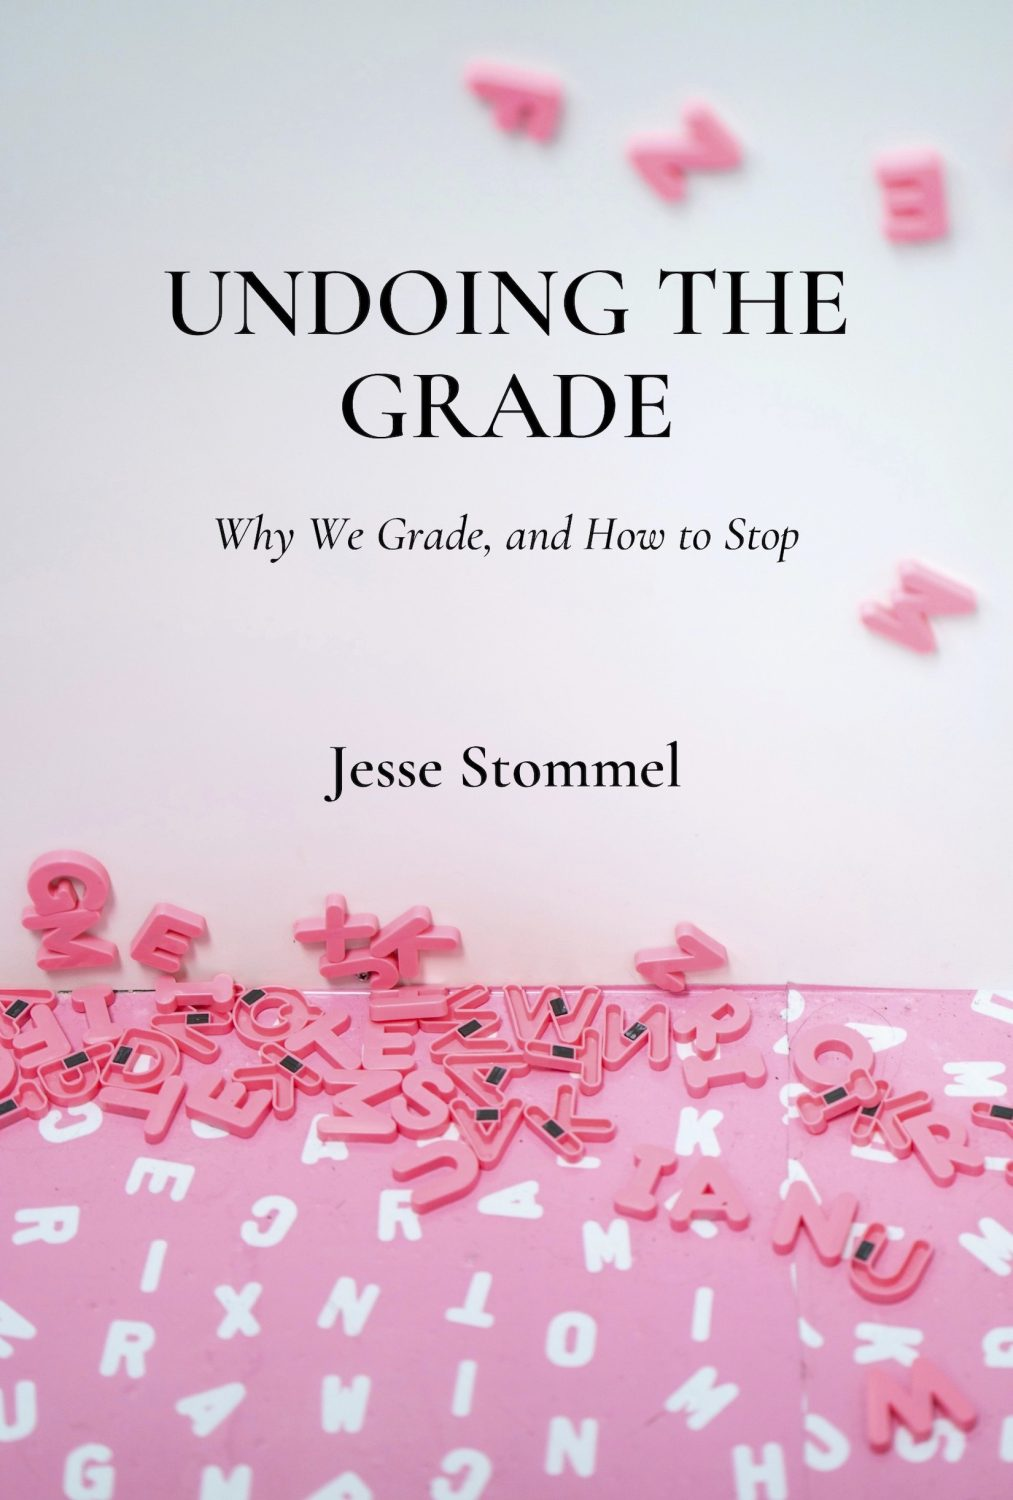 UNDOING THE
GRADE
Why We Grade, and How to Stop
Jesse Stommel